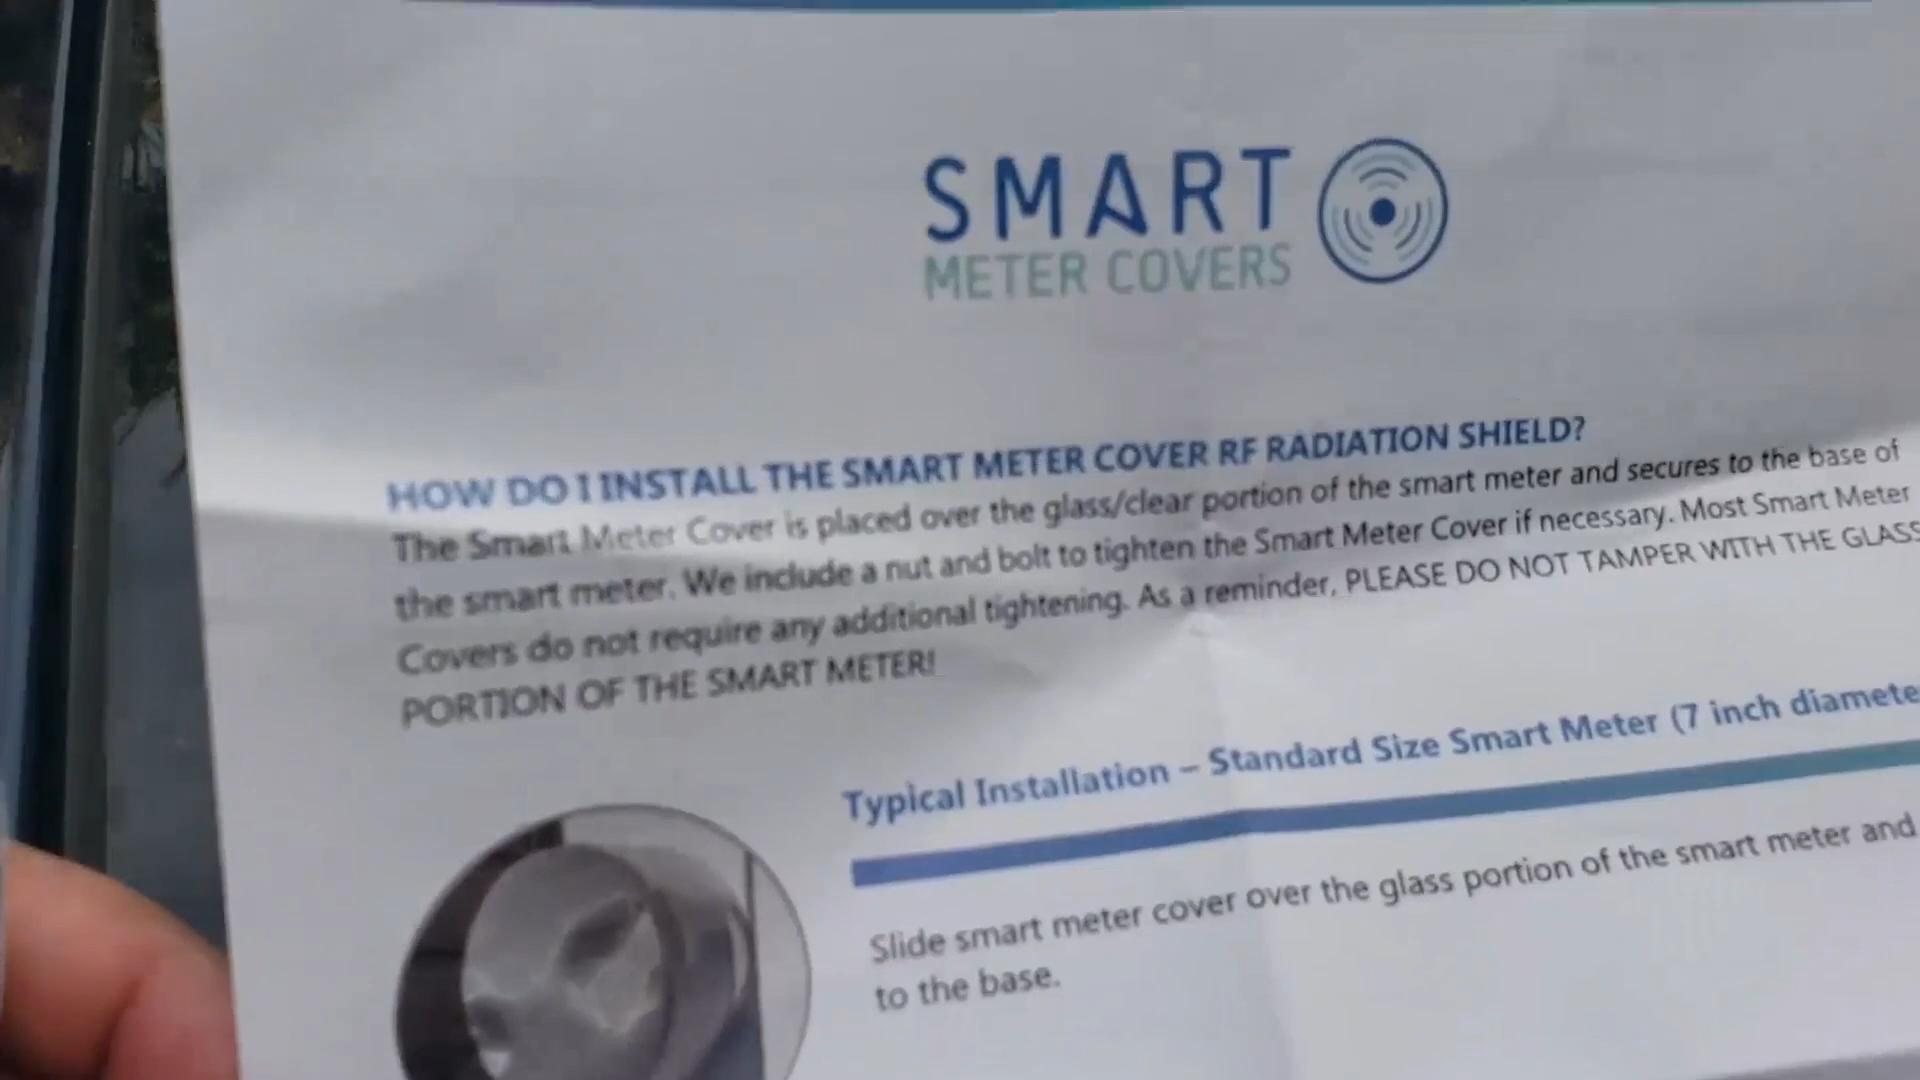 SMART
METER COVERS
HOW DO I INSTALL THE SMART METER COVER RF RADIATION SHIELD?
The Smart Meter Cover is placed over the glass/clear portion of the smart meter and secures to the base of
the smart meter. We include a nut and bolt to tighten the Smart Meter Cover if necessary. Most Smart Meter
Covers do not require any additional tightening. As a reminder, PLEASE DO NOT TAMPER WITH THE GLASS
PORTION OF THE SMART METER!
Typical Installation – Standard Size Smart Meter (7 inch diamete
Slide smart meter cover over the glass portion of the smart meter and
to the base.